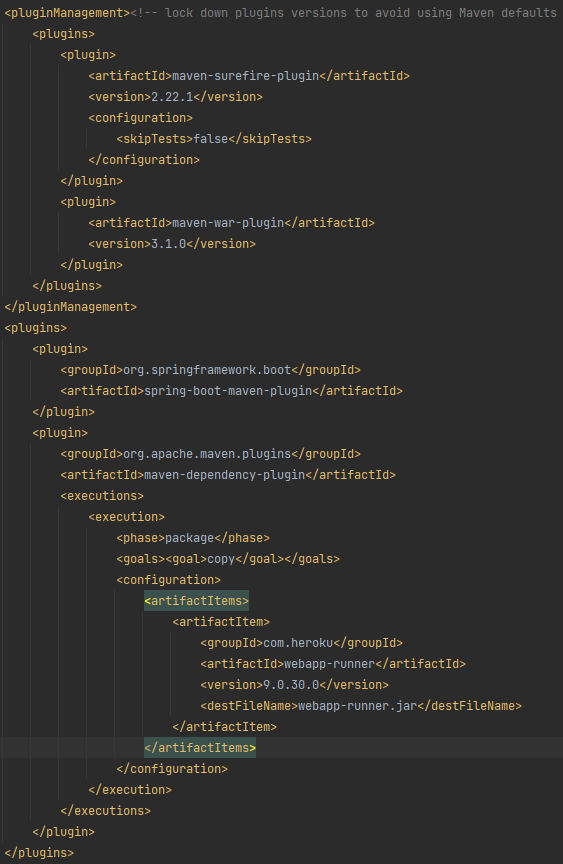 <pluginManagement><!-- lock down plugins versions to avoid using Maven defaults
<plugins>
<plugin>
<artifactId>maven-surefire-plugin</artifactId>
<version>2.22.1</version>
<configuration>
<skipTests>false</skipTests>
</configuration>
</plugin>
<plugin>
<artifactId>maven-war-plugin</artifactId>
<version>3.1.0</version>
</plugin>
</plugins>
</pluginManagement>
<plugins>
<plugin>
<groupId>org.springframework.boot</groupId>
<artifactId>spring-boot-maven-plugin</artifactId>
</plugin>
<plugin>
<groupId>org.apache.maven.plugins</groupId>
<artifactId>maven-dependency-plugin</artifactId>
<executions>
<execution>
<phase>package</phase>
<goals><goal>copy</goal></goals>
<configuration>
<artifactItems>
<artifactItem>
<groupId>com.heroku</groupId>
<artifactId>webapp-runner</artifactId>
<version>9.0.30.0</version>
<destFileName>webapp-runner.jar</destFileName>
</artifactItem>
</artifactItems>
</configuration>
</execution>
</executions>
</plugin>
</plugins>